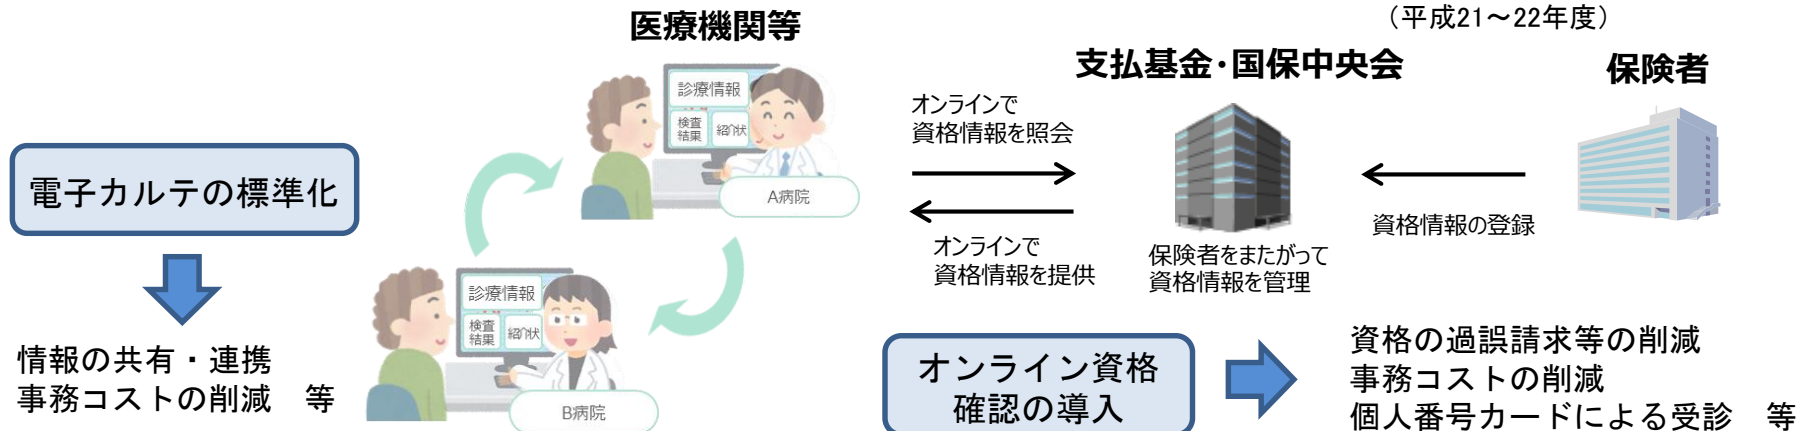 （平成21～22年度）
医療機関等
支払基金・国保中央会
保険者
診療情報
検査
結果
紹介状
A病院
オンラインで
資格情報を照会
オンラインで
資格情報を提供
保険者をまたがって
資格情報を管理
資格情報の登録
電子カルテの標準化
情報の共有・連携
事務コストの削減　等
診療情報
検査
結果
紹介状
B病院
オンライン資格
確認の導入
資格の過誤請求等の削減
事務コストの削減
個人番号カードによる受診　等